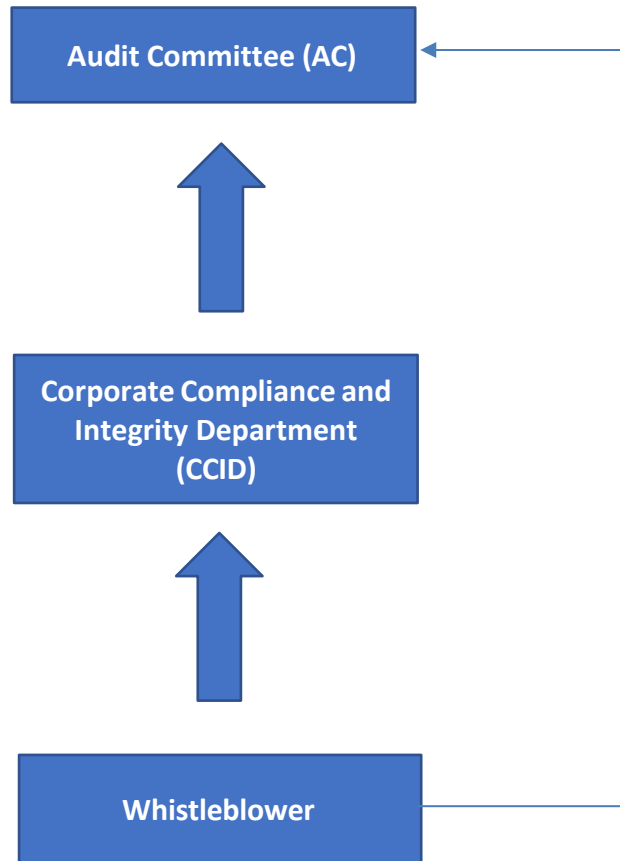 Audit Committee (AC)
Corporate Compliance and
Integrity Department
(CCID)
Whistleblower